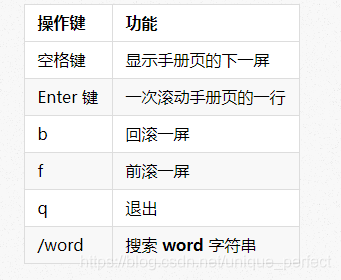 操作键 功能
空格键 显示手册页的下一屏
Enter 键 一次滚动手册页的一行
b 回滚一屏
f 前滚一屏
q 退出
/word 搜索 word 字符串
https://blog.csdn.net/unique_perfect